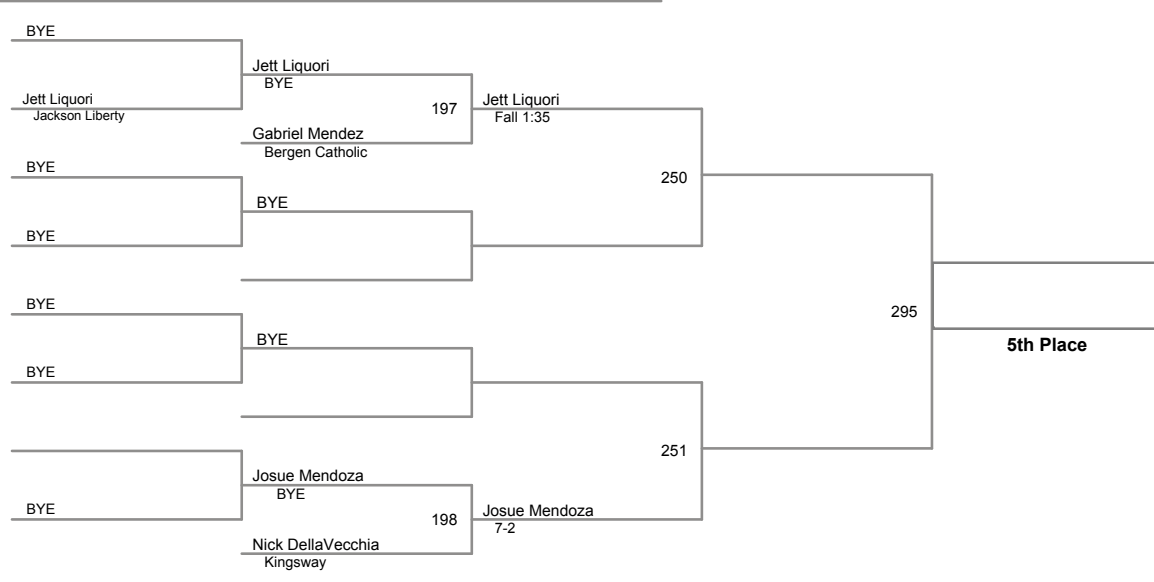 BYE
Jett Liquori
BYE
Jett Liquori
Jackson Liberty
197
Jett Liquori
Fall 1:35
Gabriel Mendez
Bergen Catholic
BYE
250
BYE
BYE
BYE
295
BYE
5th Place
BYE
251
Josue Mendoza
BYE
BYE
198
Josue Mendoza
7-2
Nick DellaVecchia
Kingsway